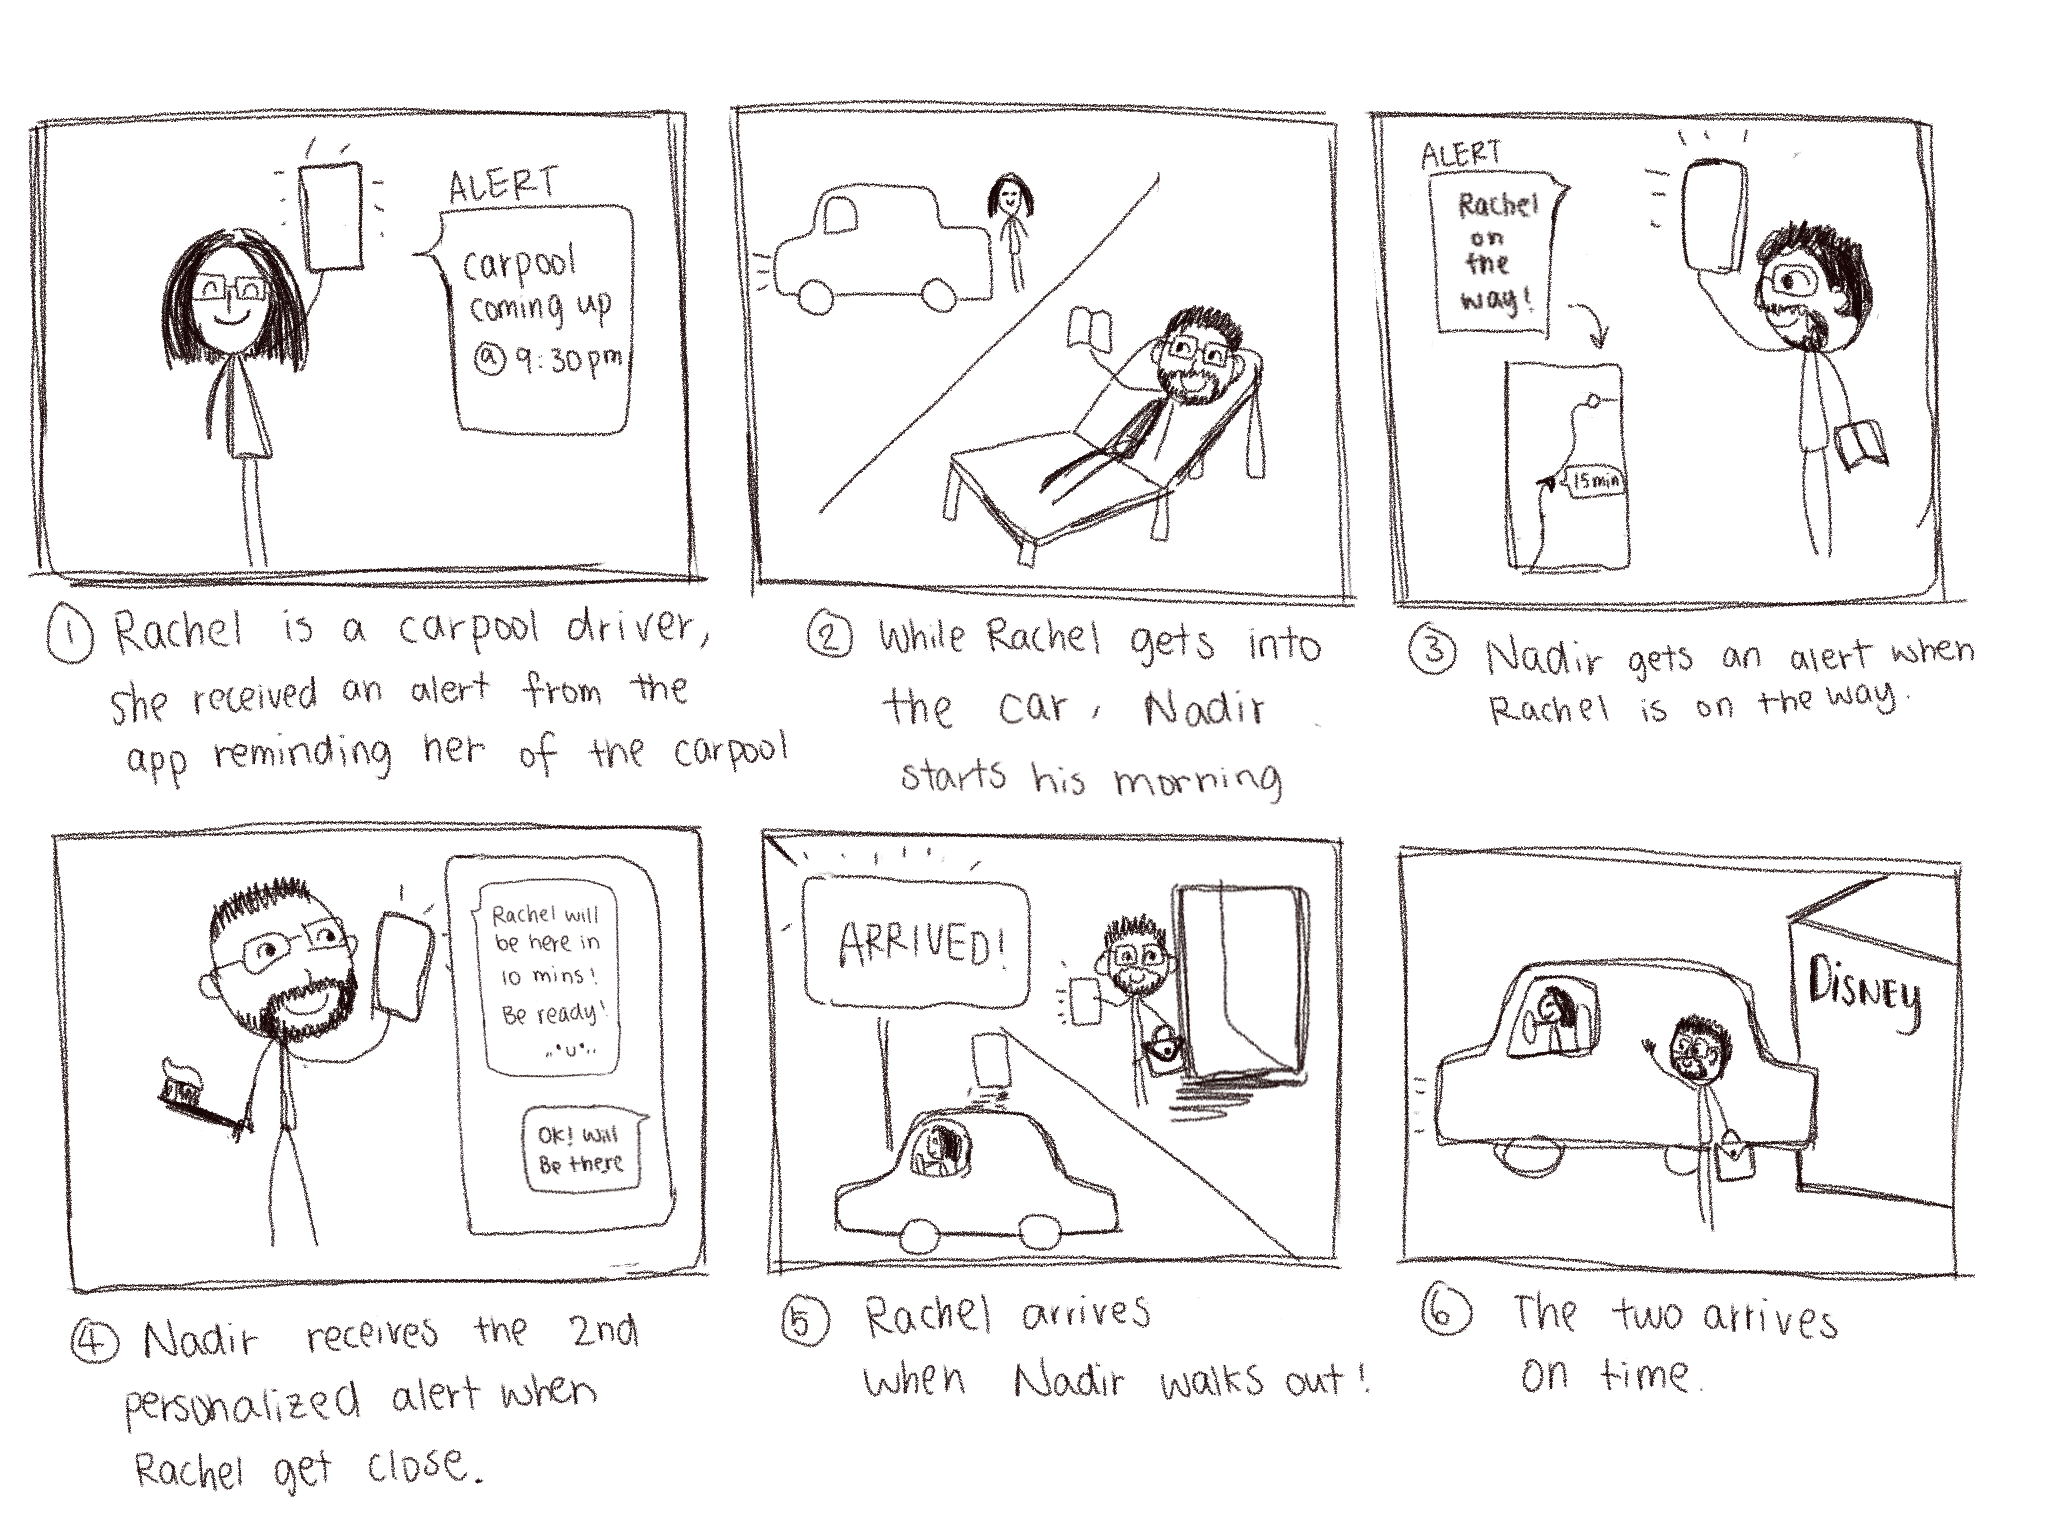 ALERT
carpool
coming up
@ 9:30pm
① Rachel is a carpool driver,
she received an alert from the
app reminding her of the carpool
② While Rachel gets into
the car, Nadir
starts his morning
ALERT
Rachel
on
the
way!
15min
③ Nadir gets an alert when
Rachel is on the way.
Rachel will
be here in
10 mins!
Be ready!
OK! Will
Be there
④ Nadir receives the 2nd
personalized alert when
Rachel get close.
ARRIVED!
⑤ Rachel arrives
when Nadir walks out!
DiSNEY
⑥ The two arrives
on time.